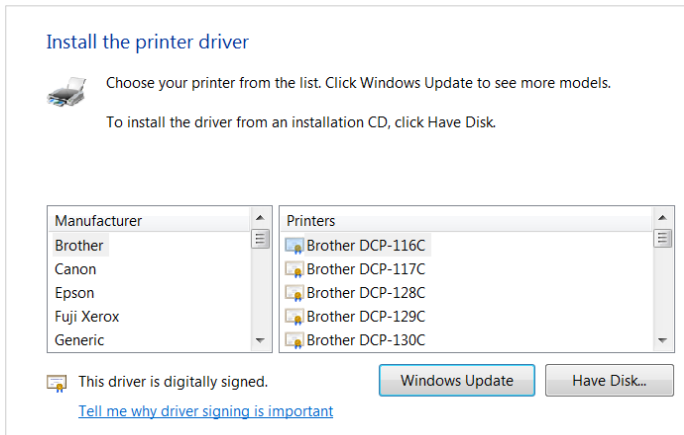 Install the printer driver
Choose your printer from the list. Click Windows Update to see more models.
To install the driver from an installation CD, click Have Disk.
Manufacturer
Brother
Canon
Epson
Fuji Xerox
Generic
Printers
Brother DCP-116C
Brother DCP-117C
Brother DCP-128C
Brother DCP-129C
Brother DCP-130C
This driver is digitally signed.
Windows Update
Have Disk...
Tell me why driver signing is important